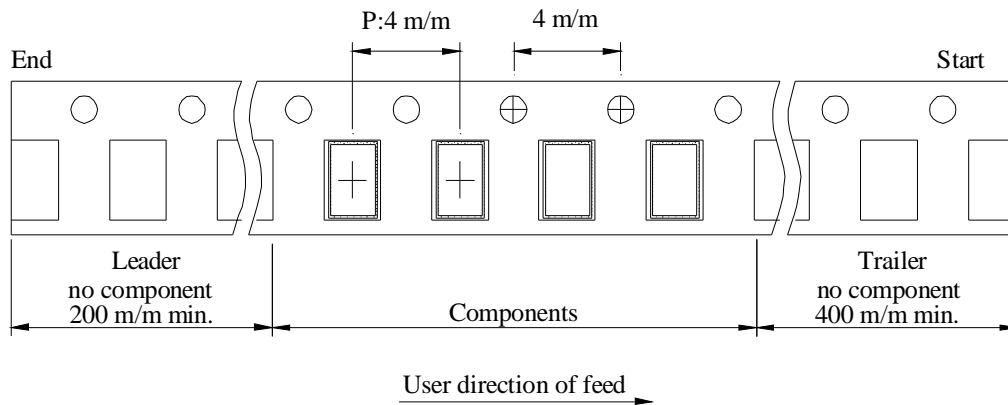 P:4 m/m
4 m/m
End
Start
Leader
no component
200 m/m min.
Components
Trailer
no component
400 m/m min.
User direction of feed